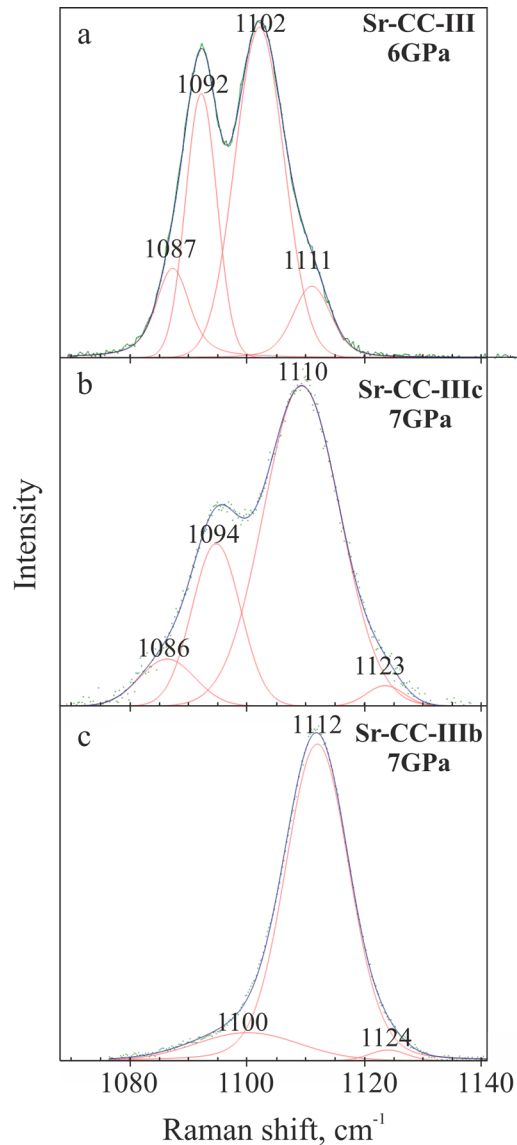 a
Sr-CC-III
6GPa
1102
1092
1087
1111
b
Sr-CC-IIIc
7GPa
1110
1094
1086
1123
c
Sr-CC-IIIb
7GPa
1112
1100
1124
Intensity
1080 1100 1120 1140
Raman shift, cm⁻¹